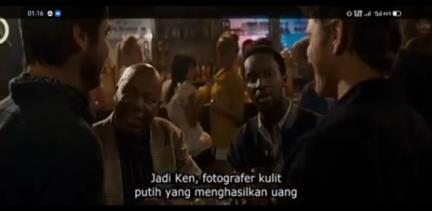 01.16
Jadi Ken, fotografer kulit
putih yang menghasilkan uang